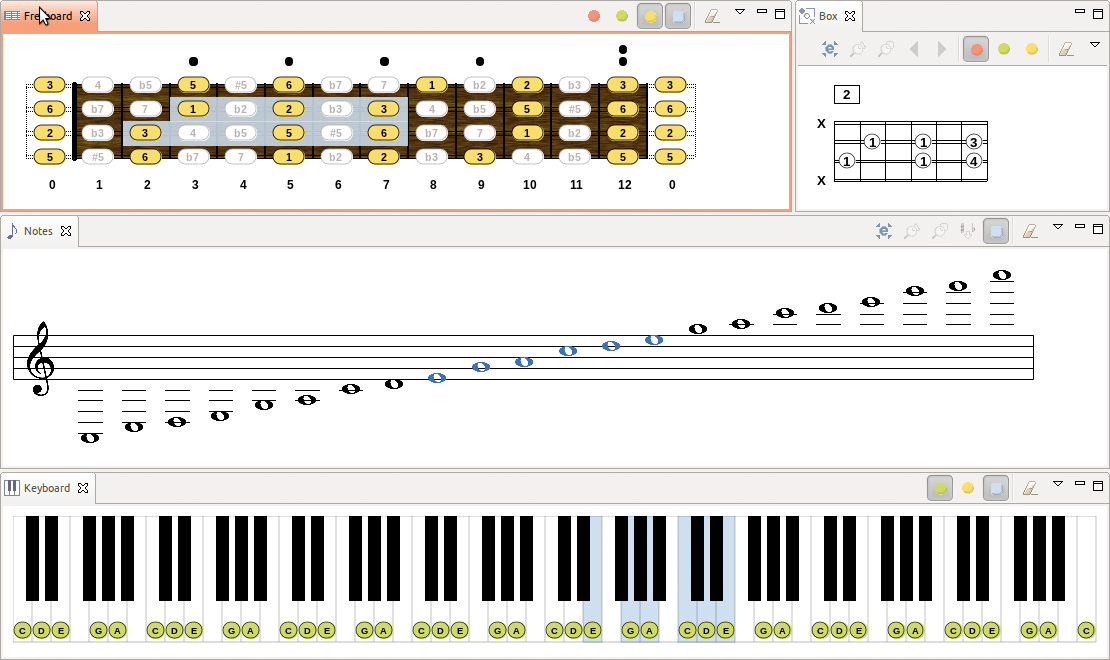 Fretboard
3 4 b5 5 #5 6 b7 7 1 b2 2 b3 3 3
6 b7 7 1 b2 2 b3 3 4 b5 5 #5 6 6
2 b3 3 4 b5 5 #5 6 b7 7 1 b2 2 2
5 #5 6 b7 7 1 b2 2 b3 3 4 b5 5 5
0 1 2 3 4 5 6 7 8 9 10 11 12 0
Box
2
X
1 1 3
1 1 4
X
Notes
Keyboard
C D E G A C D E G A C D E G A C D E G A C D E G A C D E G A C D E G A C D E G A C